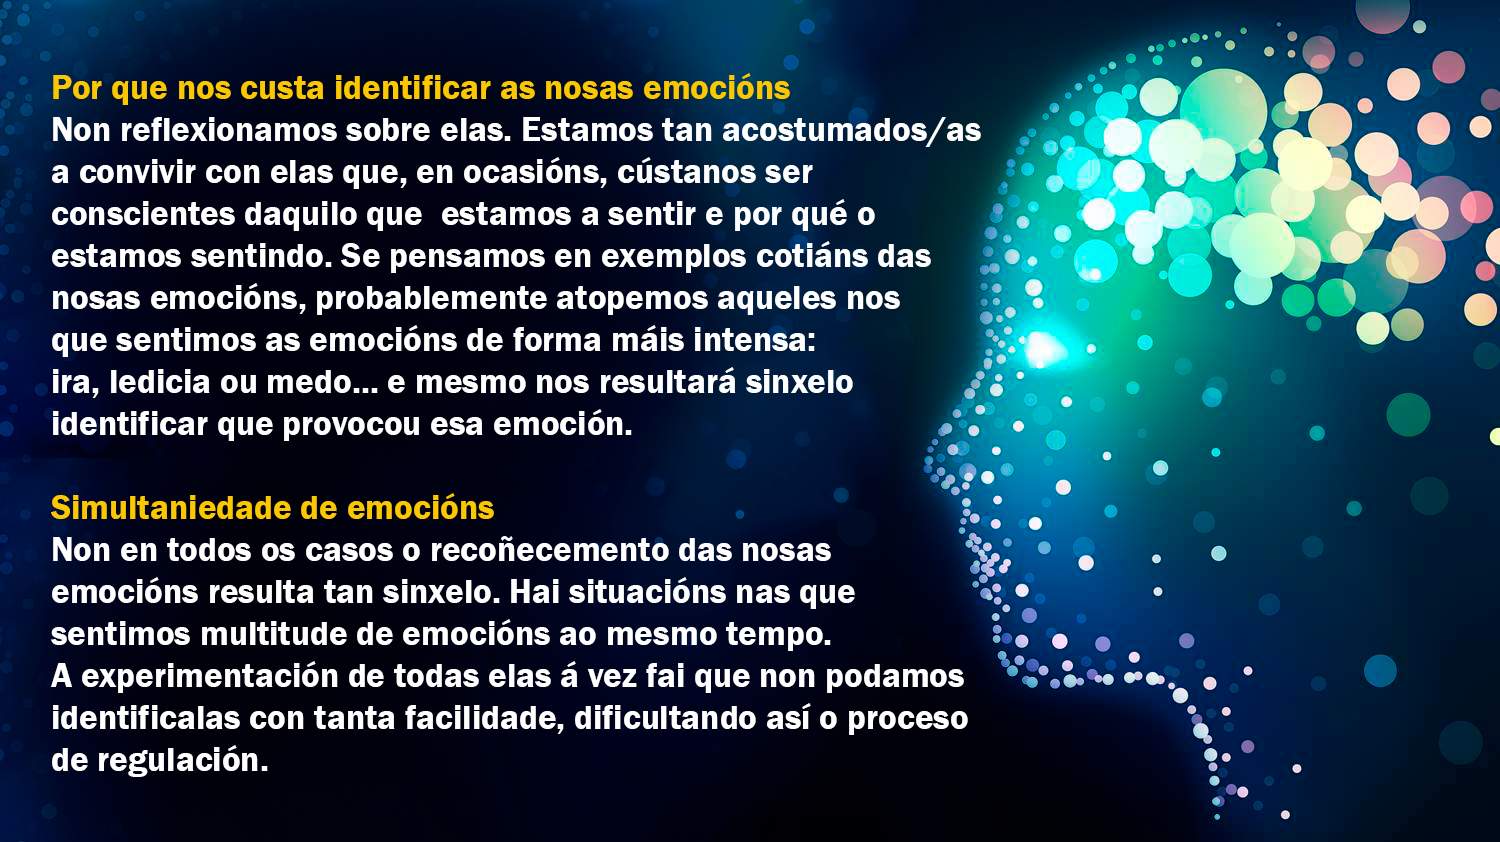 Por que nos custa identificar as nosas emocións
Non reflexionamos sobre elas. Estamos tan acostumados/as
a convivir con elas que, en ocasións, cústanos ser
conscientes daquilo que  estamos a sentir e por qué o
estamos sentindo. Se pensamos en exemplos cotiáns das
nosas emocións, probablemente atopemos aqueles nos
que sentimos as emocións de forma máis intensa:
ira, ledicia ou medo... e mesmo nos resultará sinxelo
identificar que provocou esa emoción.
Simultaniedade de emocións
Non en todos os casos o recoñecemento das nosas
emocións resulta tan sinxelo. Hai situacións nas que
sentimos multitude de emocións ao mesmo tempo.
A experimentación de todas elas á vez fai que non podamos
identificalas con tanta facilidade, dificultando así o proceso
de regulación.